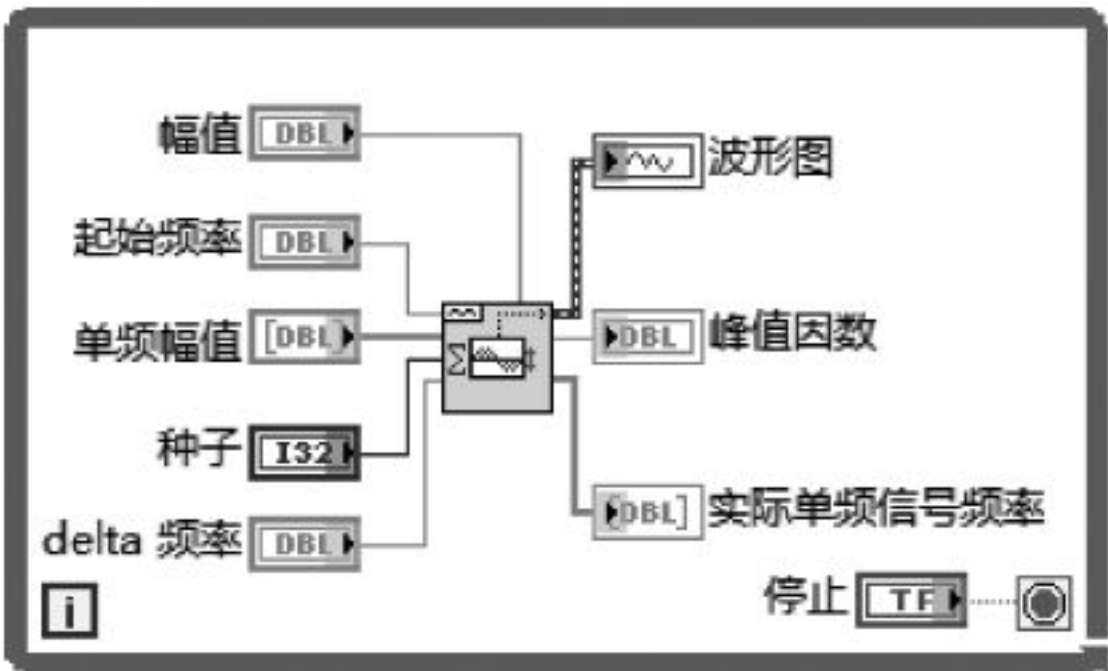 幅值 DBL
波形图
起始频率 DBL
单频幅值 [DBL]
DBL 峰值因数
种子 I32
[DBL] 实际单频信号频率
delta 频率 DBL
停止 TF
i